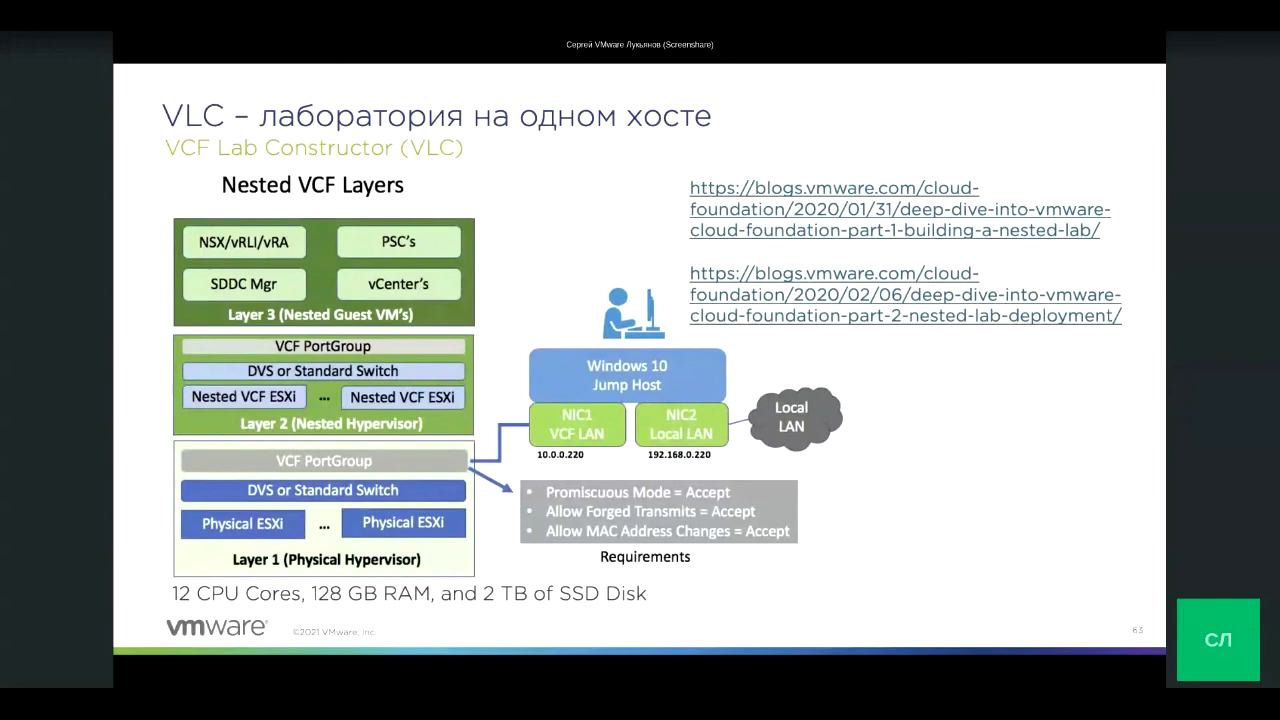 Сергей VMware Лукьянов (Screenshare)
VLC – лаборатория на одном хосте
VCF Lab Constructor (VLC)
Nested VCF Layers
NSX/vRLI/vRA
PSC's
SDDC Mgr
vCenter's
Layer 3 (Nested Guest VM's)
VCF PortGroup
DVS or Standard Switch
Nested VCF ESXi
...
Nested VCF ESXi
Layer 2 (Nested Hypervisor)
VCF PortGroup
DVS or Standard Switch
Physical ESXi
...
Physical ESXi
Layer 1 (Physical Hypervisor)
12 CPU Cores, 128 GB RAM, and 2 TB of SSD Disk
Windows 10
Jump Host
NIC1
VCF LAN
NIC2
Local LAN
10.0.0.220
192.168.0.220
Local
LAN
• Promiscuous Mode = Accept
• Allow Forged Transmits = Accept
• Allow MAC Address Changes = Accept
Requirements
https://blogs.vmware.com/cloud-
foundation/2020/01/31/deep-dive-into-vmware-
cloud-foundation-part-1-building-a-nested-lab/
https://blogs.vmware.com/cloud-
foundation/2020/02/06/deep-dive-into-vmware-
cloud-foundation-part-2-nested-lab-deployment/
vmware®
©2021 VMware, Inc.
63
СЛ